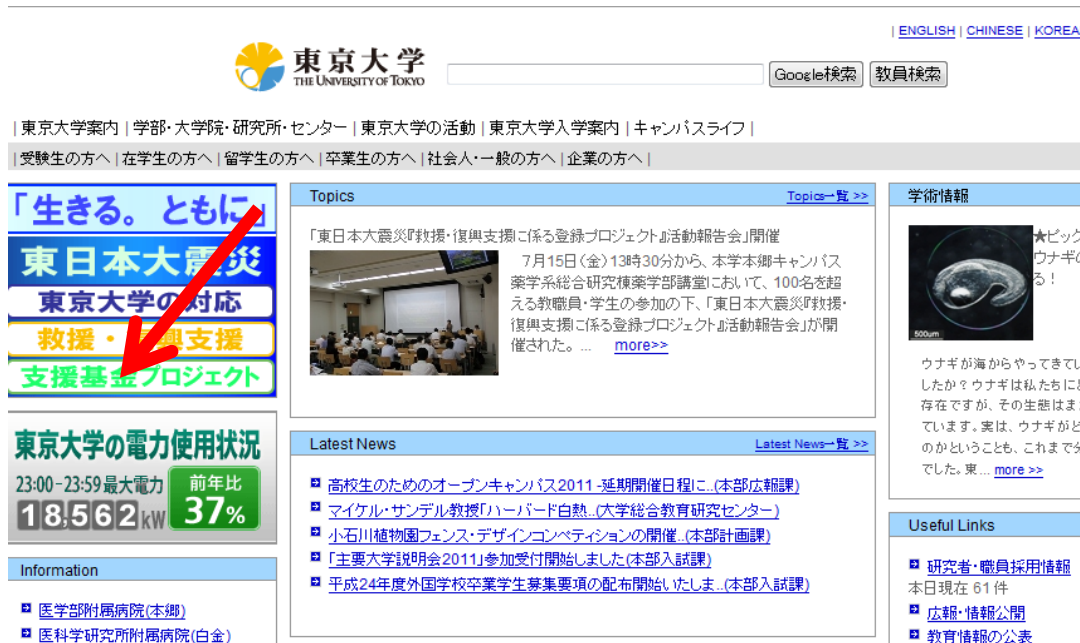 | ENGLISH | CHINESE | KOREA
東京大学
THE UNIVERSITY OF TOKYO
Google検索 教員検索
| 東京大学案内 | 学部・大学院・研究所・センター | 東京大学の活動 | 東京大学入学案内 | キャンパスライフ |
| 受験生の方へ | 在学生の方へ | 留学生の方へ | 卒業生の方へ | 社会人・一般の方へ | 企業の方へ |
「生きる。 ともに」
東日本大震災
東京大学の対応
救援・復興支援
支援基金プロジェクト
東京大学の電力使用状況
23:00-23:59最大電力
18,562kW
前年比
37%
Information
医学部附属病院(本郷)
医科学研究所附属病院(白金)
Topics Topics一覧 >>
「東日本大震災『救援・復興支援に係る登録プロジェクト』活動報告会」開催
7月15日(金)13時30分から、本学本郷キャンパス
薬学系総合研究棟薬学部講堂において、100名を超
える教職員・学生の参加の下、「東日本大震災『救援・
復興支援に係る登録プロジェクト』活動報告会」が開
催された。... more>>
Latest News Latest News一覧 >>
高校生のためのオープンキャンパス2011-延期開催日程に..(本部広報課)
マイケル・サンデル教授「ハーバード白熱..(大学総合教育研究センター)
小石川植物園フェンス・デザインコンペティションの開催..(本部計画課)
「主要大学説明会2011」参加受付開始しました(本部入試課)
平成24年度外国学校卒業学生募集要項の配布開始いたしま..(本部入試課)
学術情報
★ピック
ウナギの
る！
500um
ウナギが海からやってきてい
したか？ウナギは私たちに
存在ですが、その生態はま
ています。実は、ウナギがど
のかということも、これまで
でした。東... more >>
Useful Links
研究者・職員採用情報
本日現在 61件
広報・情報公開
教育情報の公表